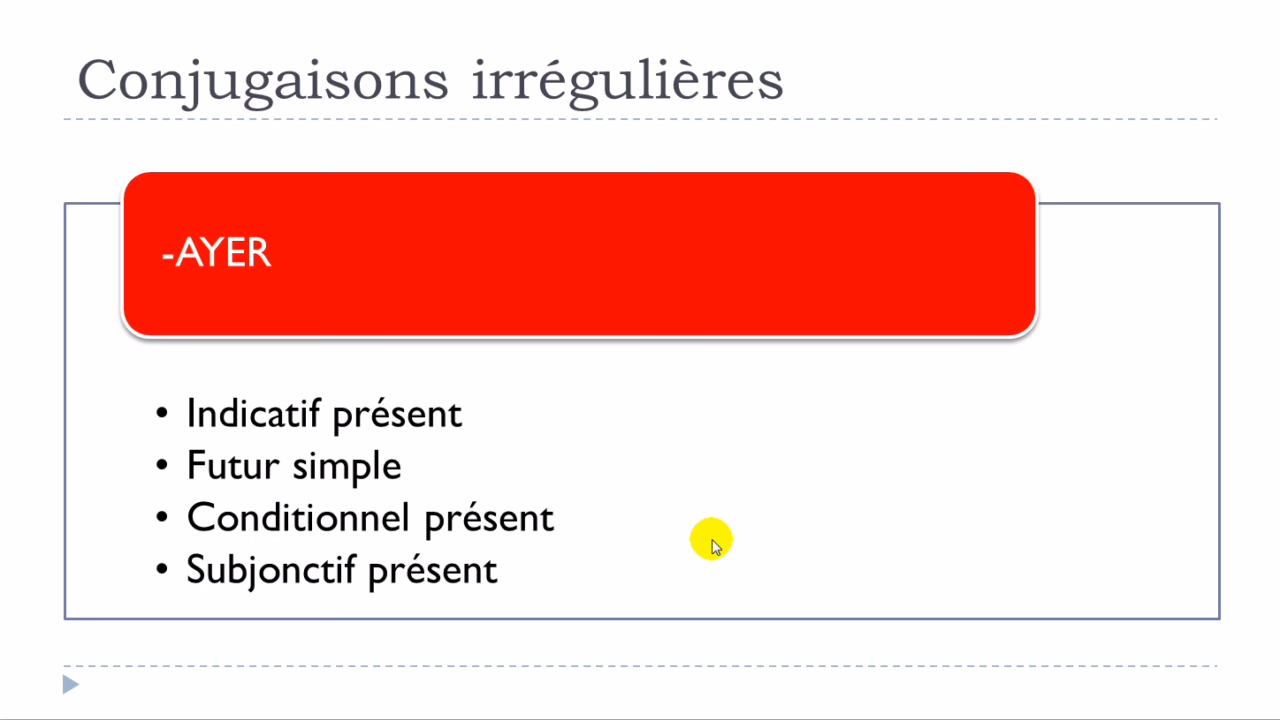 Conjugaisons irrégulières
-AYER
• Indicatif présent
• Futur simple
• Conditionnel présent
• Subjonctif présent